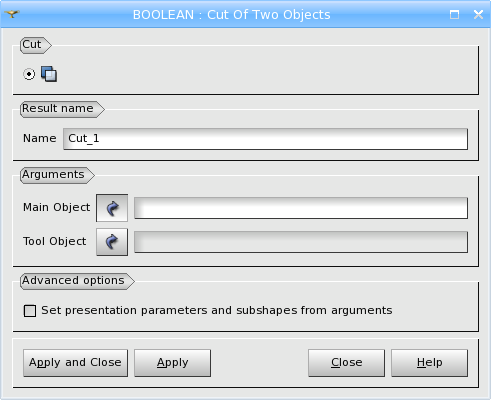 BOOLEAN : Cut Of Two Objects
Cut
Result name
Name Cut_1
Arguments
Main Object
Tool Object
Advanced options
Set presentation parameters and subshapes from arguments
Apply and Close Apply Close Help